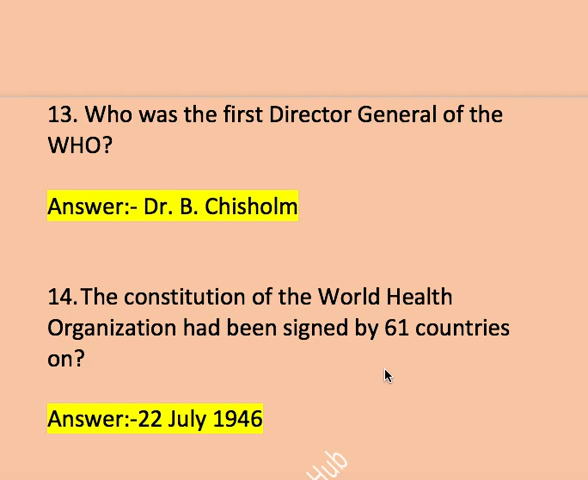 13. Who was the first Director General of the
WHO?
Answer:- Dr. B. Chisholm
14.The constitution of the World Health
Organization had been signed by 61 countries
on?
Answer:-22 July 1946
Hub